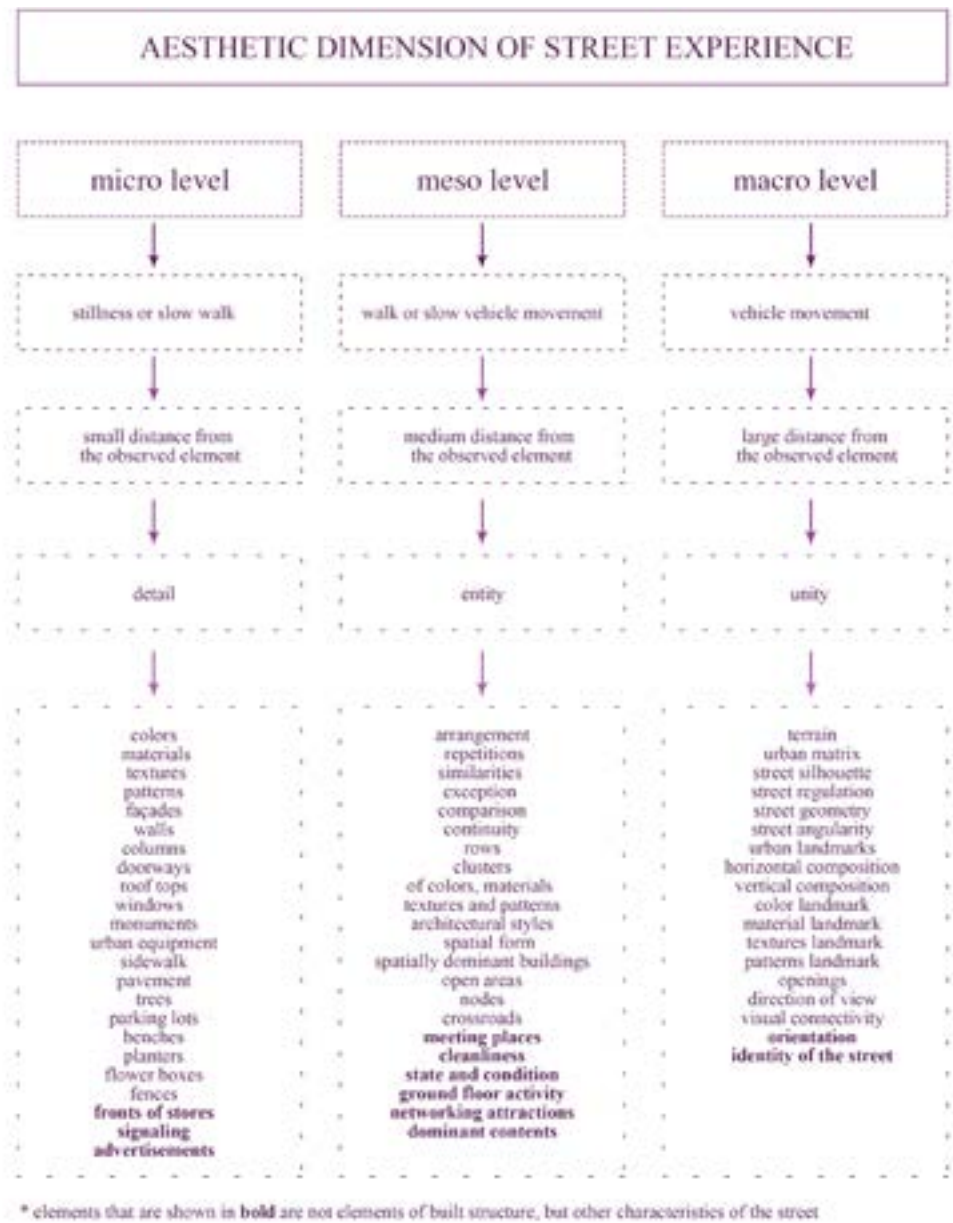 AESTHETIC DIMENSION OF STREET EXPERIENCE
micro level
stillness or slow walk
small distance from
the observed element
detail
colors
materials
textures
patterns
façades
walls
columns
doorways
roof tops
windows
monuments
urban equipment
sidewalk
pavement
trees
parking lots
benches
planters
flower boxes
fences
fronts of stores
signaling
advertisements
meso level
walk or slow vehicle movement
medium distance from
the observed element
entity
arrangement
repetitions
similarities
exception
comparison
continuity
rows
clusters
of colors, materials
textures and patterns
architectural styles
spatial form
spatially dominant buildings
open areas
nodes
crossroads
meeting places
cleanliness
state and condition
ground floor activity
networking attractions
dominant contents
macro level
vehicle movement
large distance from
the observed element
unity
terrain
urban matrix
street silhouette
street regulation
street geometry
street angularity
urban landmarks
horizontal composition
vertical composition
color landmark
material landmark
textures landmark
patterns landmark
openings
direction of view
visual connectivity
orientation
identity of the street
* elements that are shown in bold are not elements of built structure, but other characteristics of the street